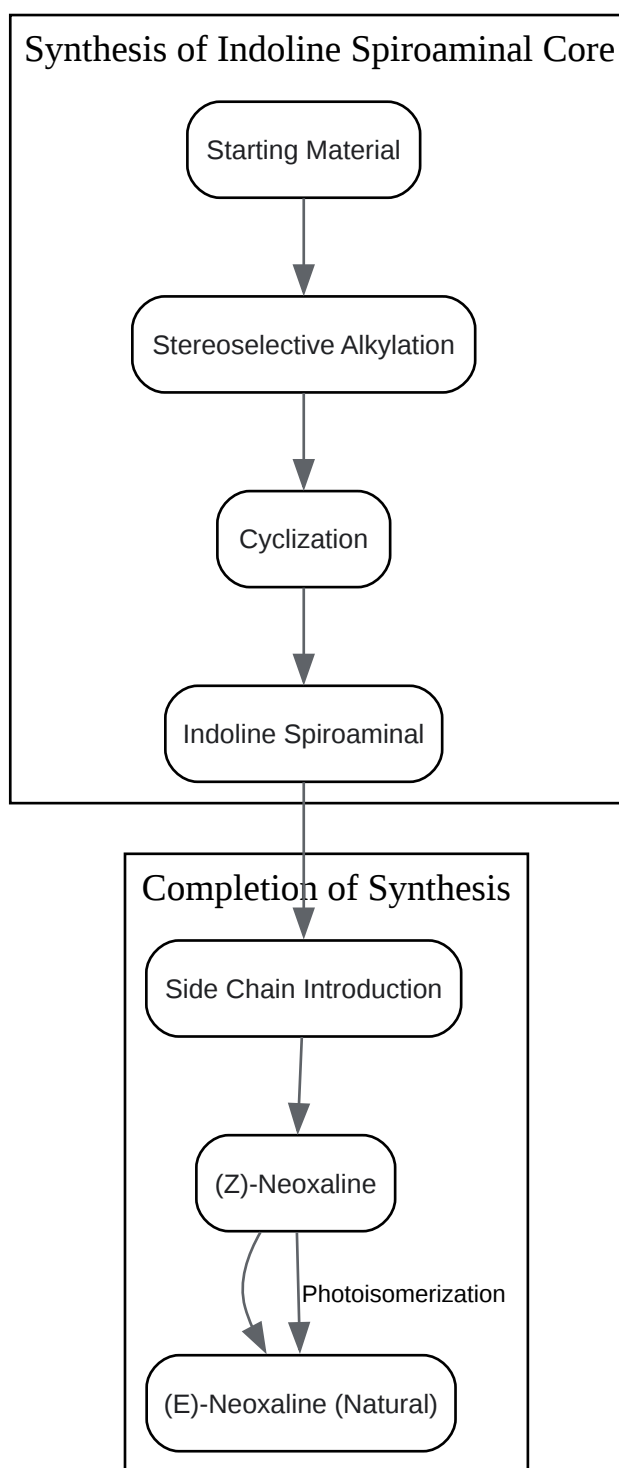 Synthesis of Indoline Spiroaminal Core
Starting Material
Stereoselective Alkylation
Cyclization
Indoline Spiroaminal
Completion of Synthesis
Side Chain Introduction
(Z)-Neoxaline
Photoisomerization
(E)-Neoxaline (Natural)